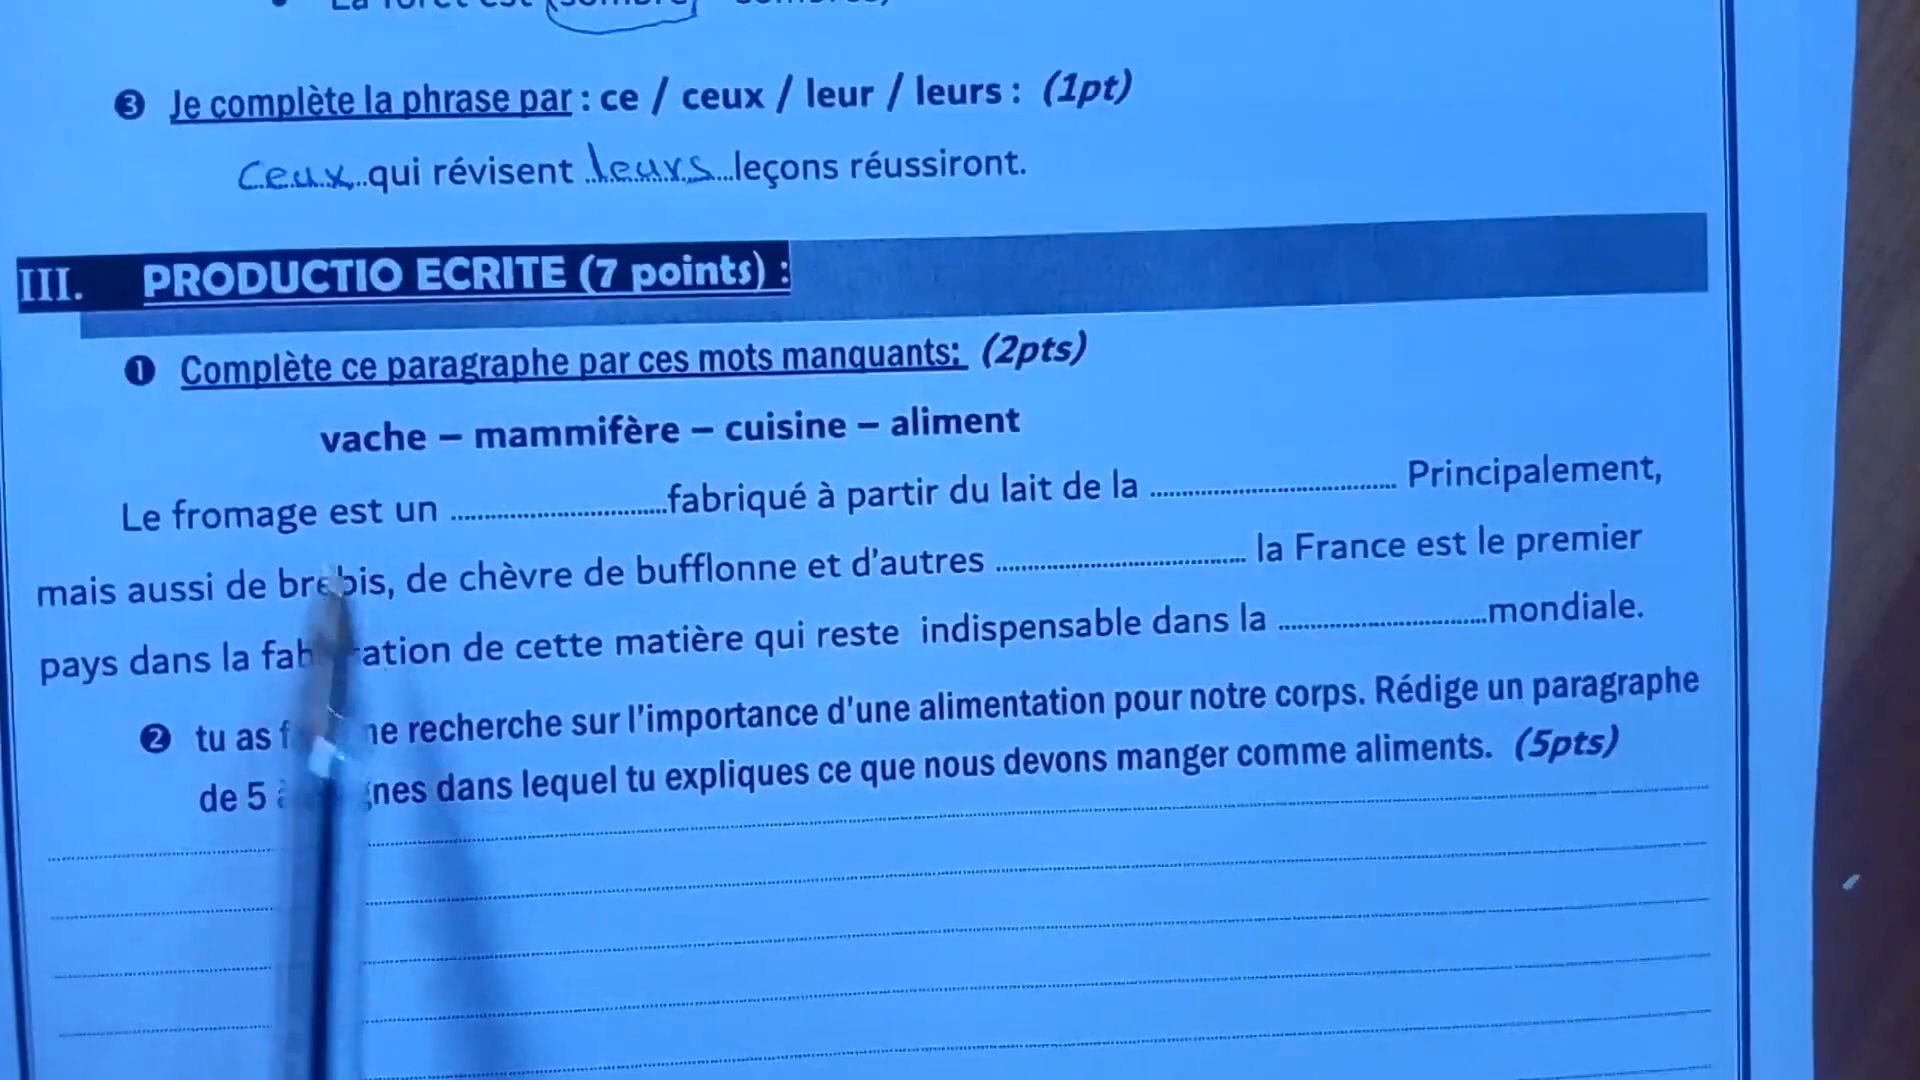 La forêt est (sombre
❸ Je complète la phrase par : ce / ceux / leur / leurs : (1pt)
Ceux qui révisent leurs leçons réussiront.
III. PRODUCTIO ECRITE (7 points) :
❶ Complète ce paragraphe par ces mots manquants: (2pts)
vache – mammifère – cuisine – aliment
Le fromage est un ........................fabriqué à partir du lait de la ........................ Principalement,
mais aussi de brebis, de chèvre de bufflonne et d'autres ........................ la France est le premier
pays dans la fabrication de cette matière qui reste indispensable dans la ........................mondiale.
❷ tu as recherche sur l'importance d'une alimentation pour notre corps. Rédige un paragraphe
de 5 dans lequel tu expliques ce que nous devons manger comme aliments. (5pts)